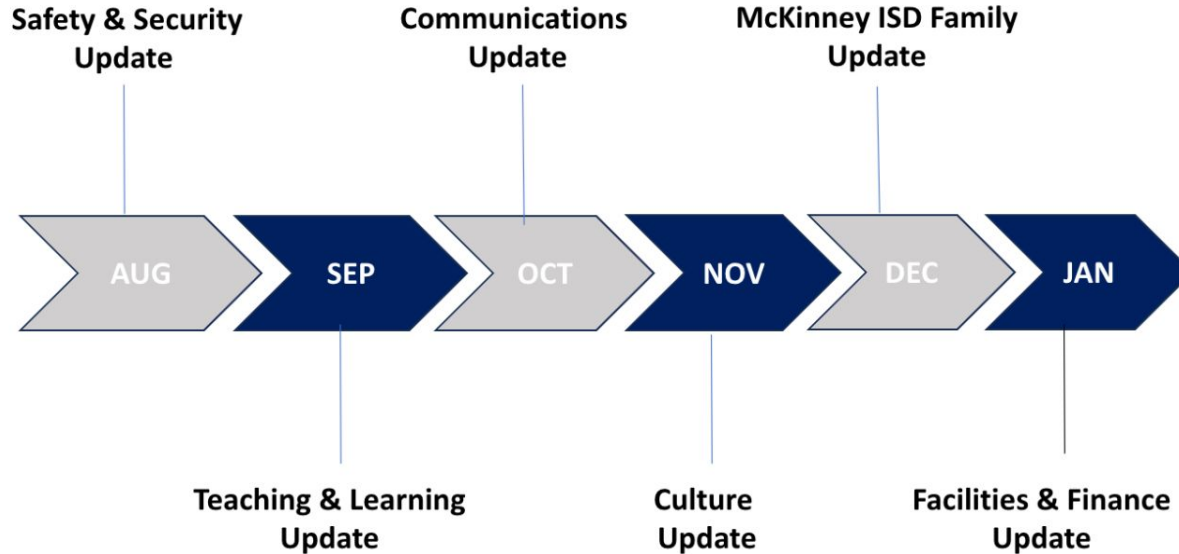 Safety & Security
Update
Communications
Update
McKinney ISD Family
Update
AUG
SEP
OCT
NOV
DEC
JAN
Teaching & Learning
Update
Culture
Update
Facilities & Finance
Update